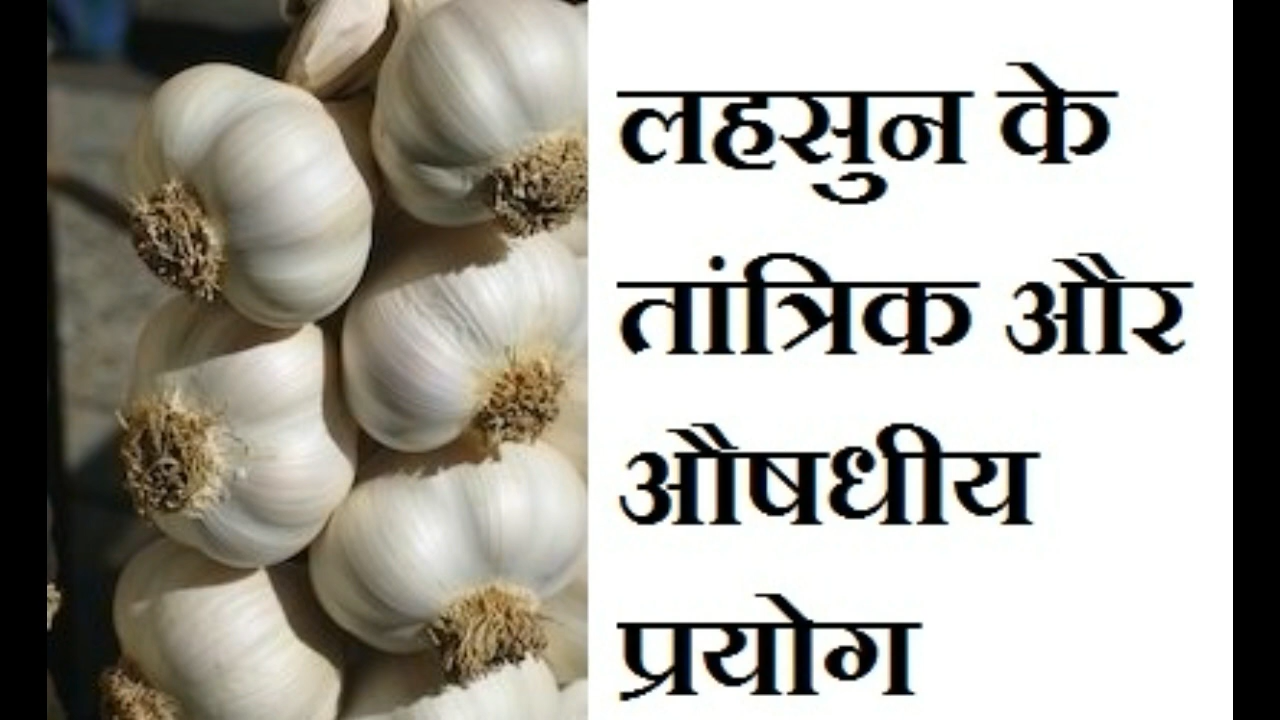 लहसुन के
तांत्रिक और
औषधीय
प्रयोग